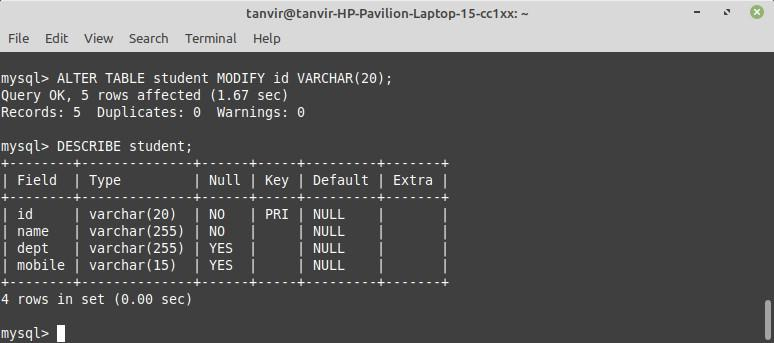 tanvir@tanvir-HP-Pavilion-Laptop-15-cc1xx: ~
File Edit View Search Terminal Help
mysql> ALTER TABLE student MODIFY id VARCHAR(20);
Query OK, 5 rows affected (1.67 sec)
Records: 5  Duplicates: 0  Warnings: 0
mysql> DESCRIBE student;
+--------+--------------+------+-----+---------+-------+
| Field  | Type         | Null | Key | Default | Extra |
+--------+--------------+------+-----+---------+-------+
| id     | varchar(20)  | NO   | PRI | NULL    |       |
| name   | varchar(255) | NO   |     | NULL    |       |
| dept   | varchar(255) | YES  |     | NULL    |       |
| mobile | varchar(15)  | YES  |     | NULL    |       |
+--------+--------------+------+-----+---------+-------+
4 rows in set (0.00 sec)
mysql>